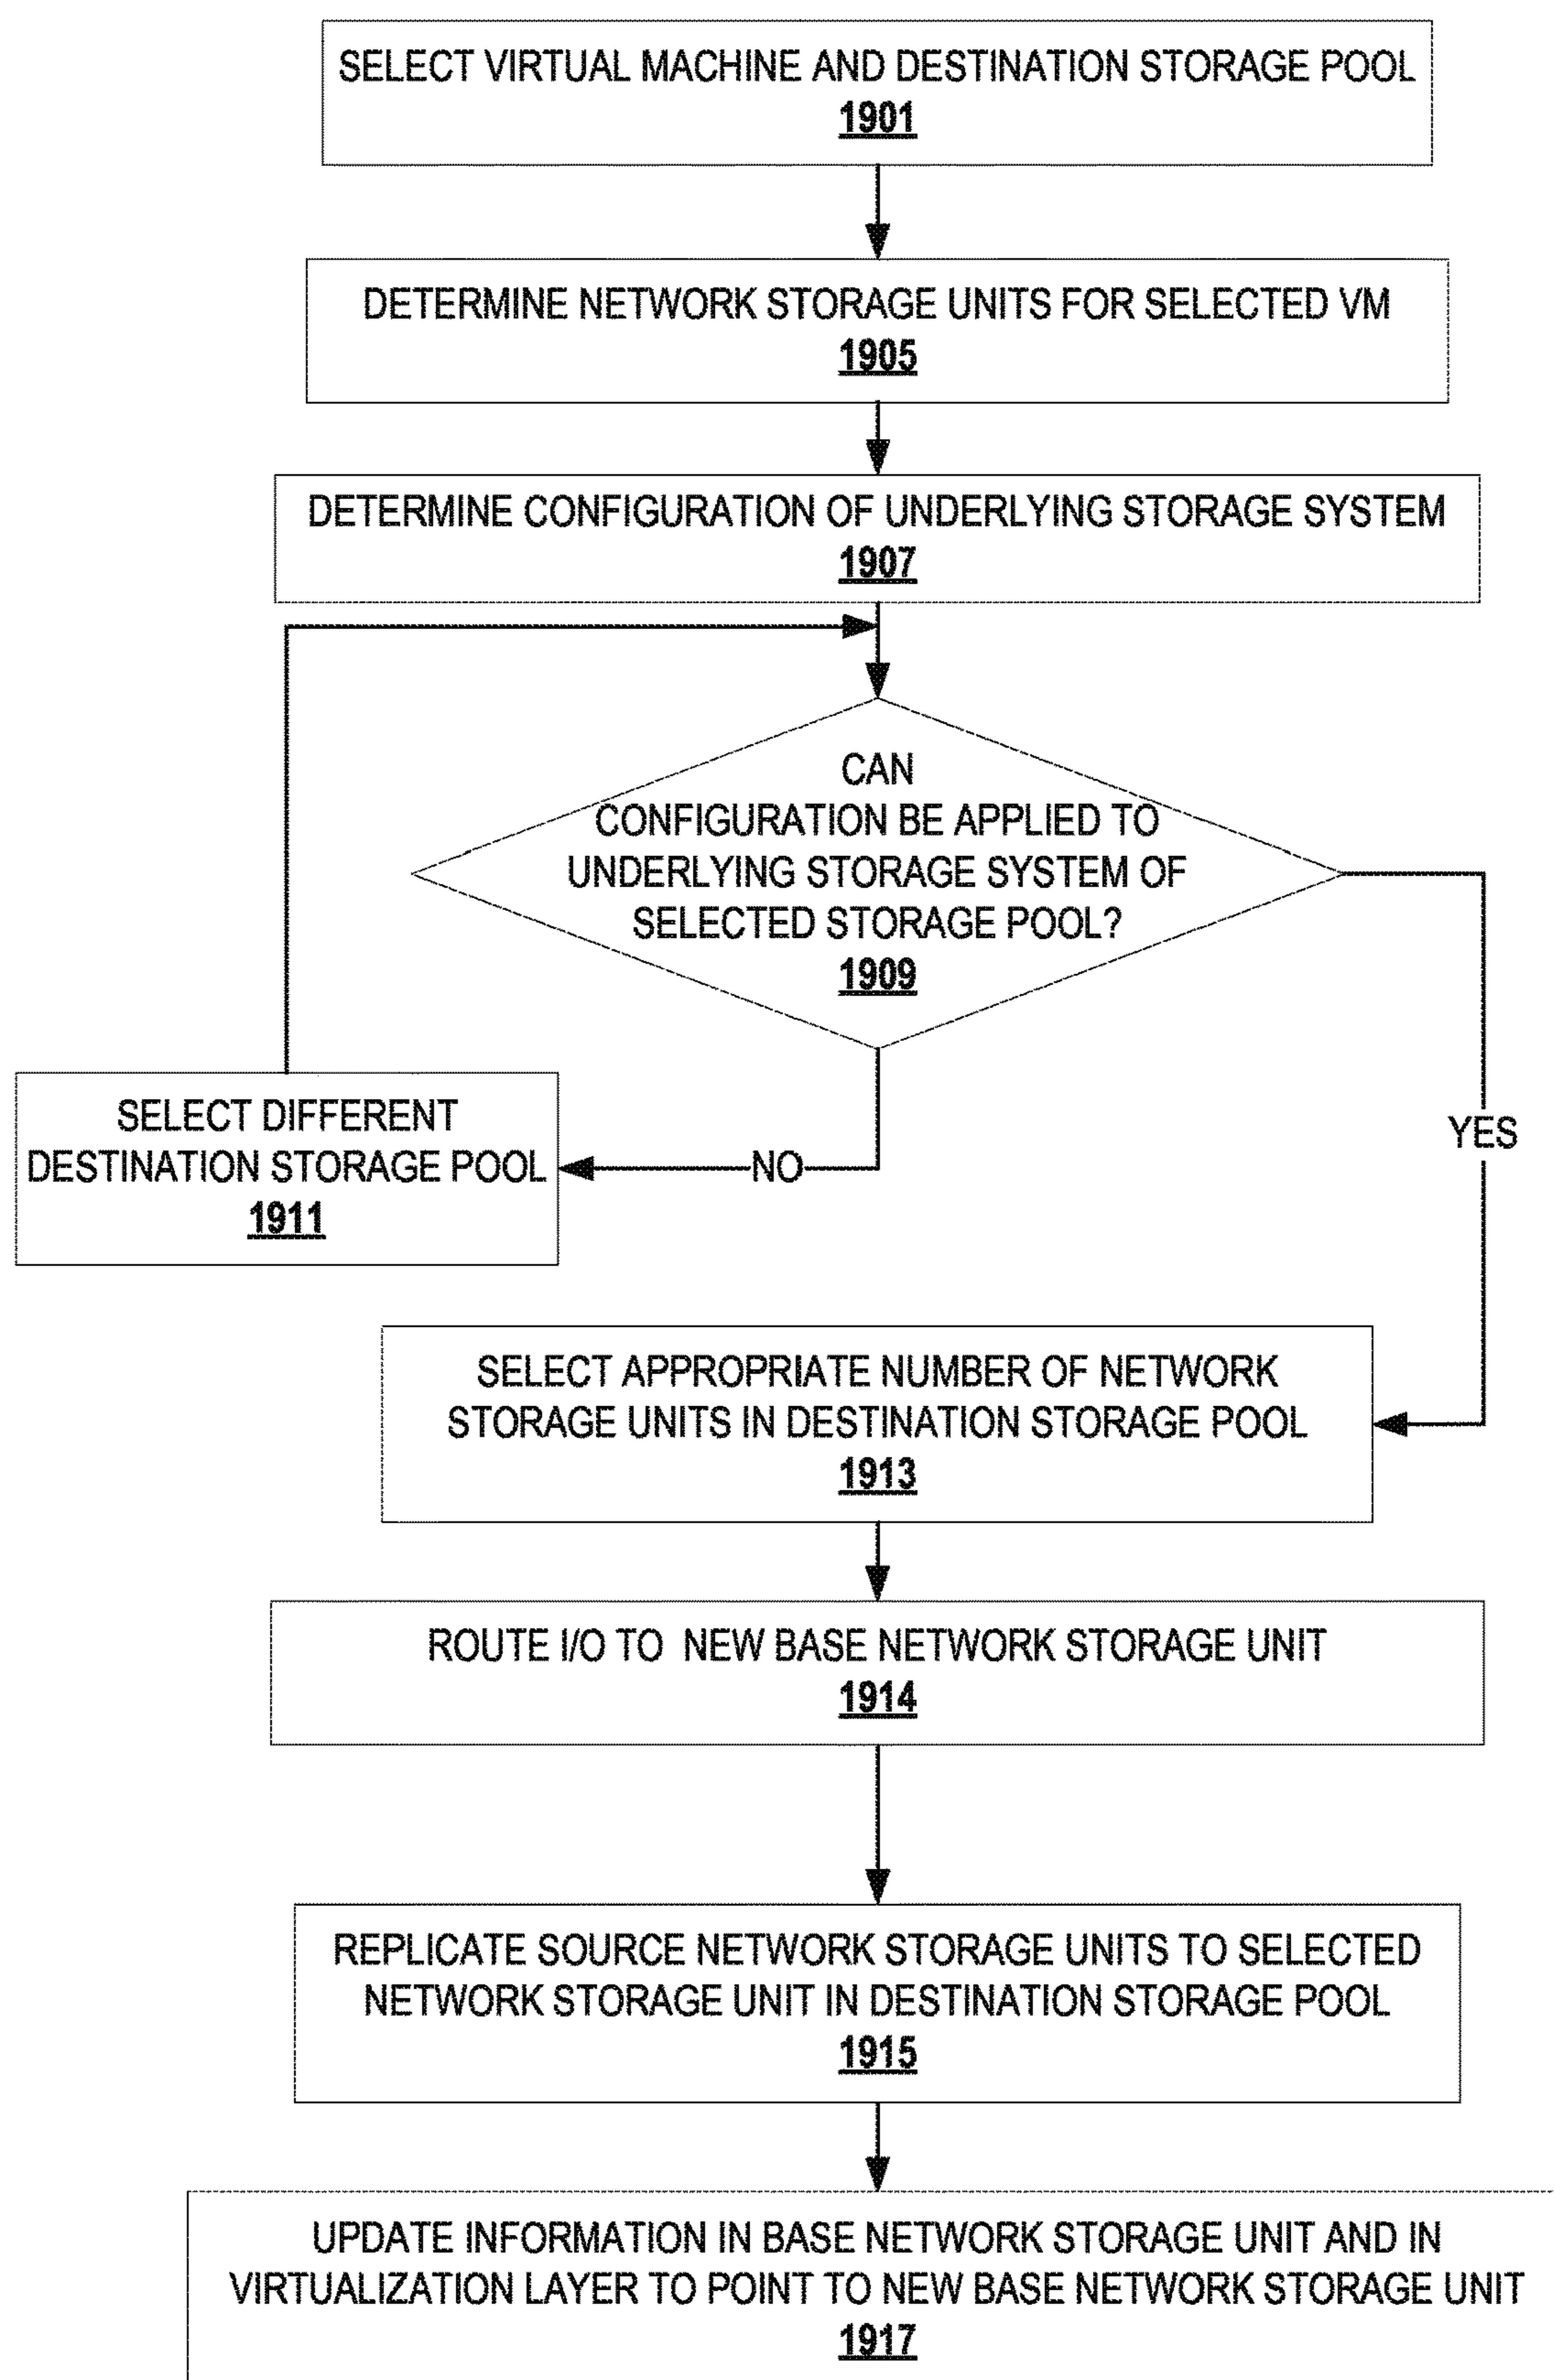 SELECT VIRTUAL MACHINE AND DESTINATION STORAGE POOL
1901
DETERMINE NETWORK STORAGE UNITS FOR SELECTED VM
1905
DETERMINE CONFIGURATION OF UNDERLYING STORAGE SYSTEM
1907
CAN
CONFIGURATION BE APPLIED TO
UNDERLYING STORAGE SYSTEM OF
SELECTED STORAGE POOL?
1909
SELECT DIFFERENT
DESTINATION STORAGE POOL
1911
NO
YES
SELECT APPROPRIATE NUMBER OF NETWORK
STORAGE UNITS IN DESTINATION STORAGE POOL
1913
ROUTE I/O TO NEW BASE NETWORK STORAGE UNIT
1914
REPLICATE SOURCE NETWORK STORAGE UNITS TO SELECTED
NETWORK STORAGE UNIT IN DESTINATION STORAGE POOL
1915
UPDATE INFORMATION IN BASE NETWORK STORAGE UNIT AND IN
VIRTUALIZATION LAYER TO POINT TO NEW BASE NETWORK STORAGE UNIT
1917